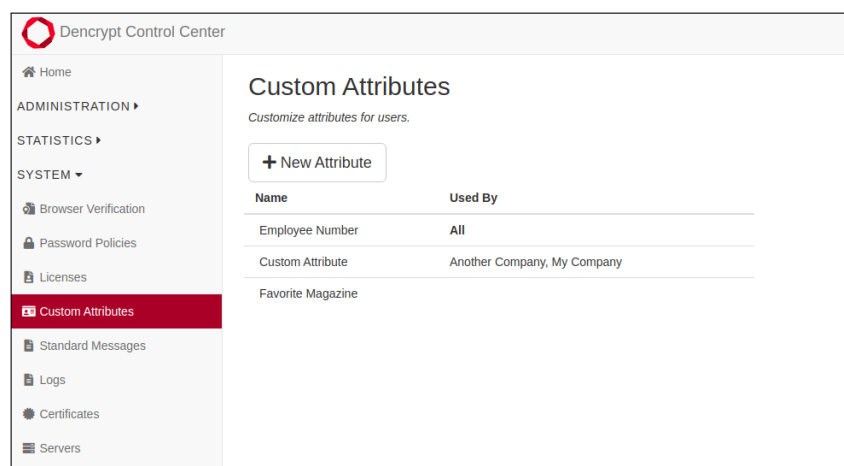 Dencrypt Control Center
Home
ADMINISTRATION
STATISTICS
SYSTEM
Browser Verification
Password Policies
Licenses
Custom Attributes
Standard Messages
Logs
Certificates
Servers
Custom Attributes
Customize attributes for users.
New Attribute
Name Used By
Employee Number All
Custom Attribute Another Company, My Company
Favorite Magazine